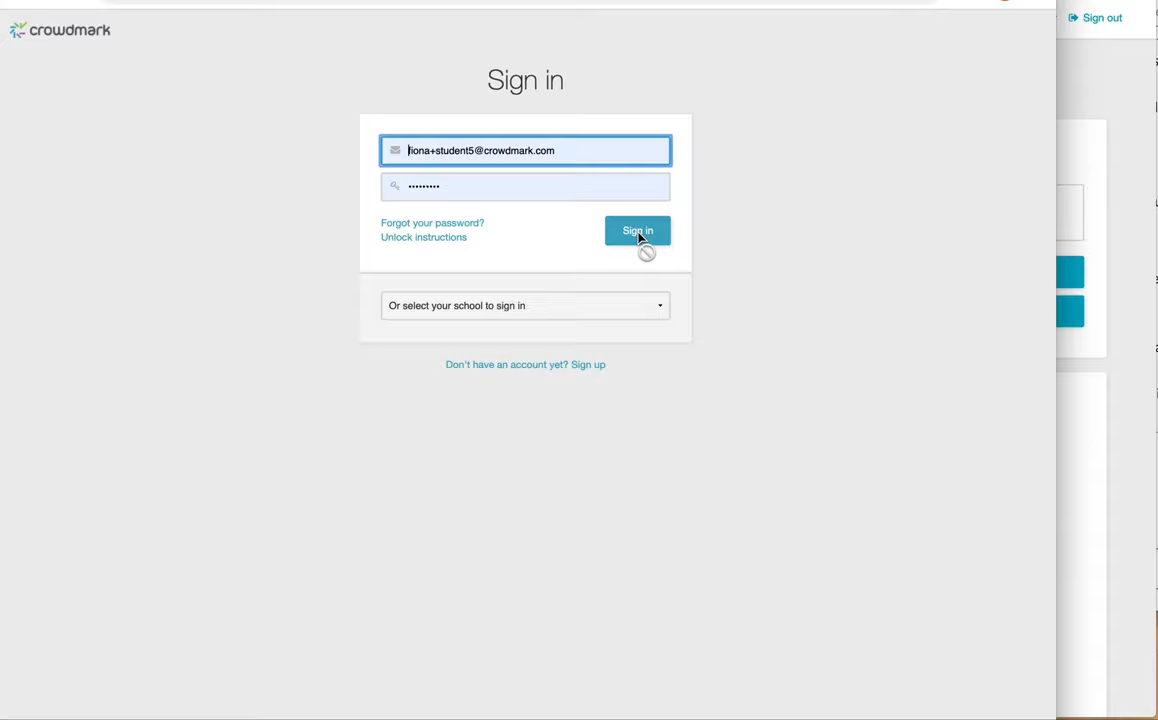 Sign out
crowdmark
Sign in
fiona+student5@crowdmark.com
•••••••••
Forgot your password?
Sign in
Unlock instructions
Or select your school to sign in
Don't have an account yet? Sign up